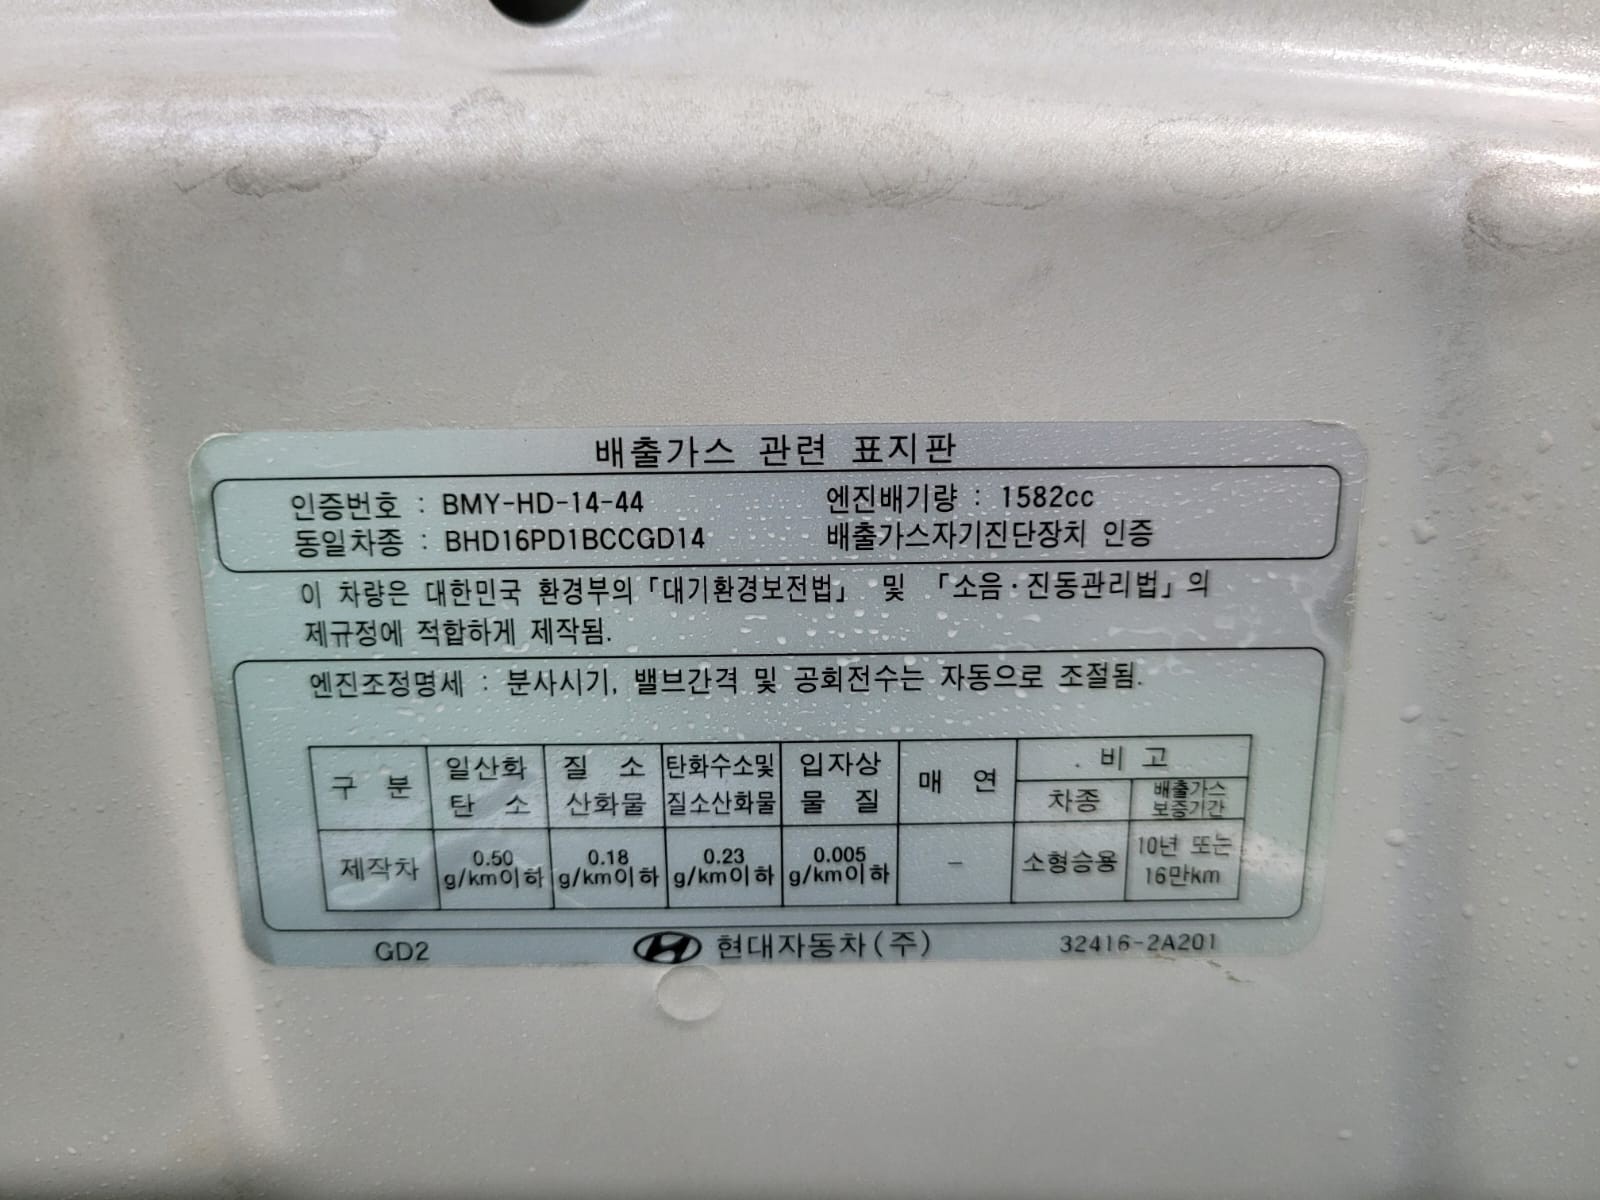 배출가스 관련 표지판
인증번호 : BMY-HD-14-44 엔진배기량 : 1582cc
동일차종 : BHD16PD1BCCGD14 배출가스자기진단장치 인증
이 차량은 대한민국 환경부의 「대기환경보전법」 및 「소음·진동관리법」의
제규정에 적합하게 제작됨.
엔진조정명세 : 분사시기, 밸브간격 및 공회전수는 자동으로 조절됨.
구 분 일산화탄소 질소산화물 탄화수소및질소산화물 입자상물질 매 연 비 고
차종 배출가스보증기간
제작차 0.50 g/km이하 0.18 g/km이하 0.23 g/km이하 0.005 g/km이하 - 소형승용 10년 또는 16만km
GD2 현대자동차(주) 32416-2A201